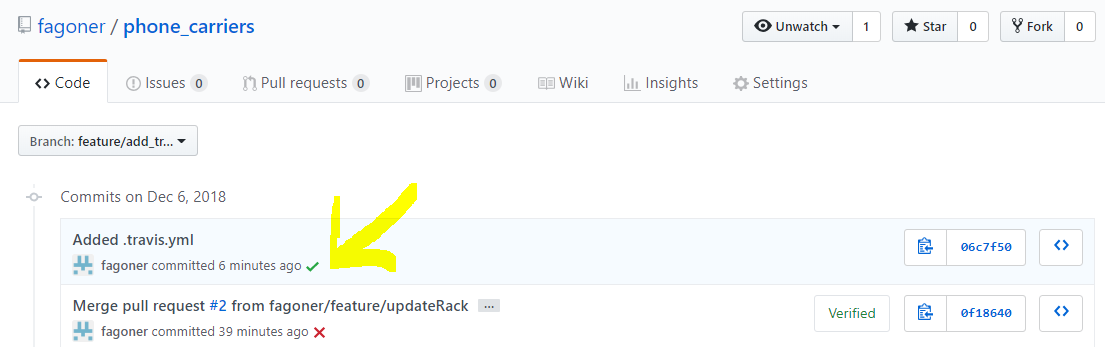 fagoner / phone_carriers Unwatch 1 Star 0 Fork 0
Code Issues 0 Pull requests 0 Projects 0 Wiki Insights Settings
Branch: feature/add_tr...
Commits on Dec 6, 2018
Added .travis.yml
fagoner committed 6 minutes ago
06c7f50
Merge pull request #2 from fagoner/feature/updateRack ...
fagoner committed 39 minutes ago
Verified 0f18640